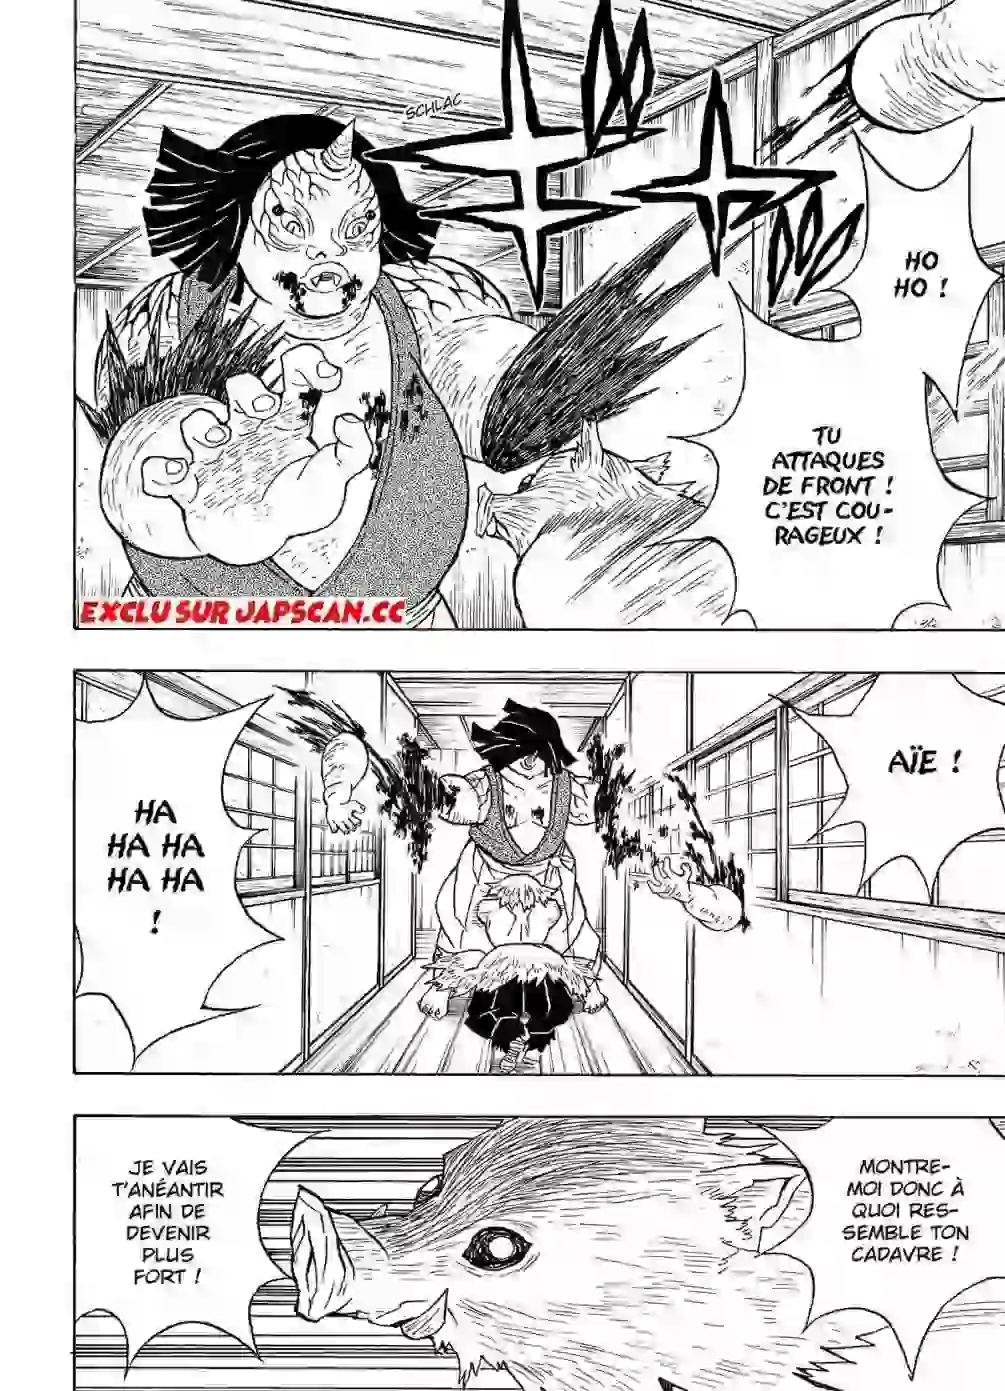 SCHLAC
HO
HO !
TU
ATTAQUES
DE FRONT !
C'EST COU-
RAGEUX !
EXCLU SUR JAPSCAN.CC
AÏE !
HA
HA HA
HA HA
!
MONTRE-
MOI DONC À
QUOI RES-
SEMBLE TON
CADAVRE !
JE VAIS
T'ANÉANTIR
AFIN DE
DEVENIR
PLUS
FORT !